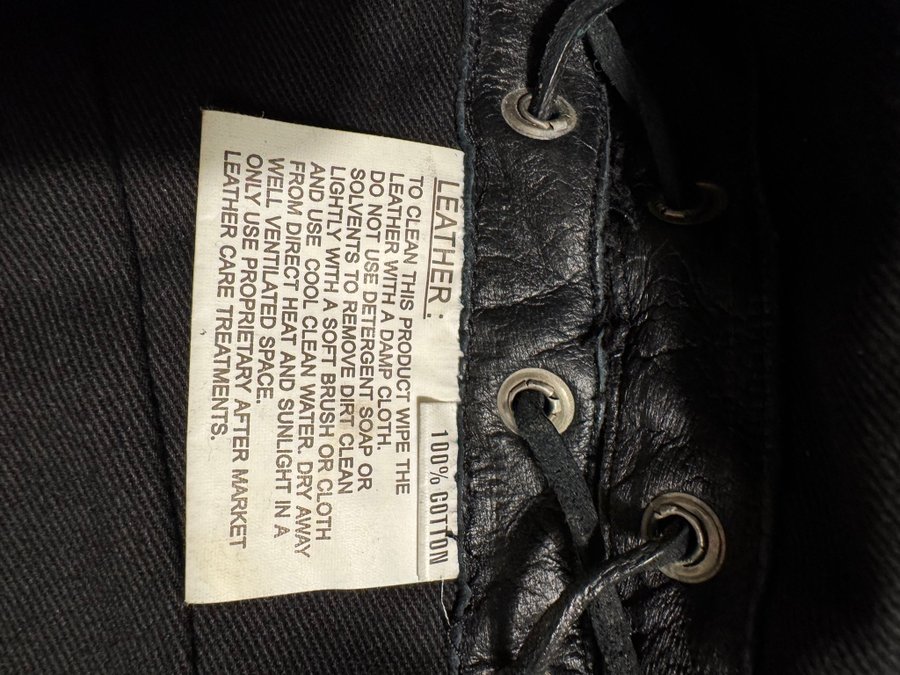 LEATHER :
TO CLEAN THIS PRODUCT WIPE THE
LEATHER WITH A DAMP CLOTH.
DO NOT USE DETERGENT SOAP OR
SOLVENTS TO REMOVE DIRT CLEAN
LIGHTLY WITH A SOFT BRUSH OR CLOTH
AND USE COOL CLEAN WATER. DRY AWAY
FROM DIRECT HEAT AND SUNLIGHT IN A
WELL VENTILATED SPACE.
ONLY USE PROPRIETARY AFTER MARKET
LEATHER CARE TREATMENTS.
100% COTTON